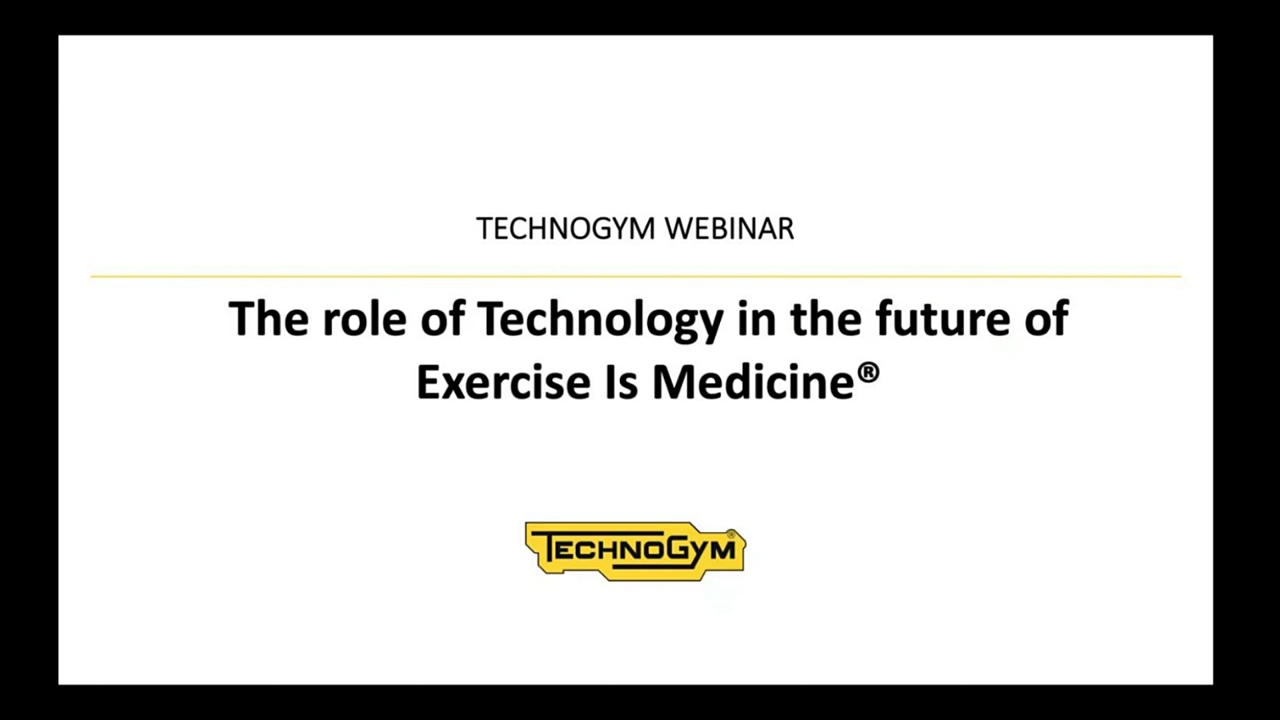 TECHNOGYM WEBINAR
The role of Technology in the future of
Exercise Is Medicine®
TECHNOGYM®